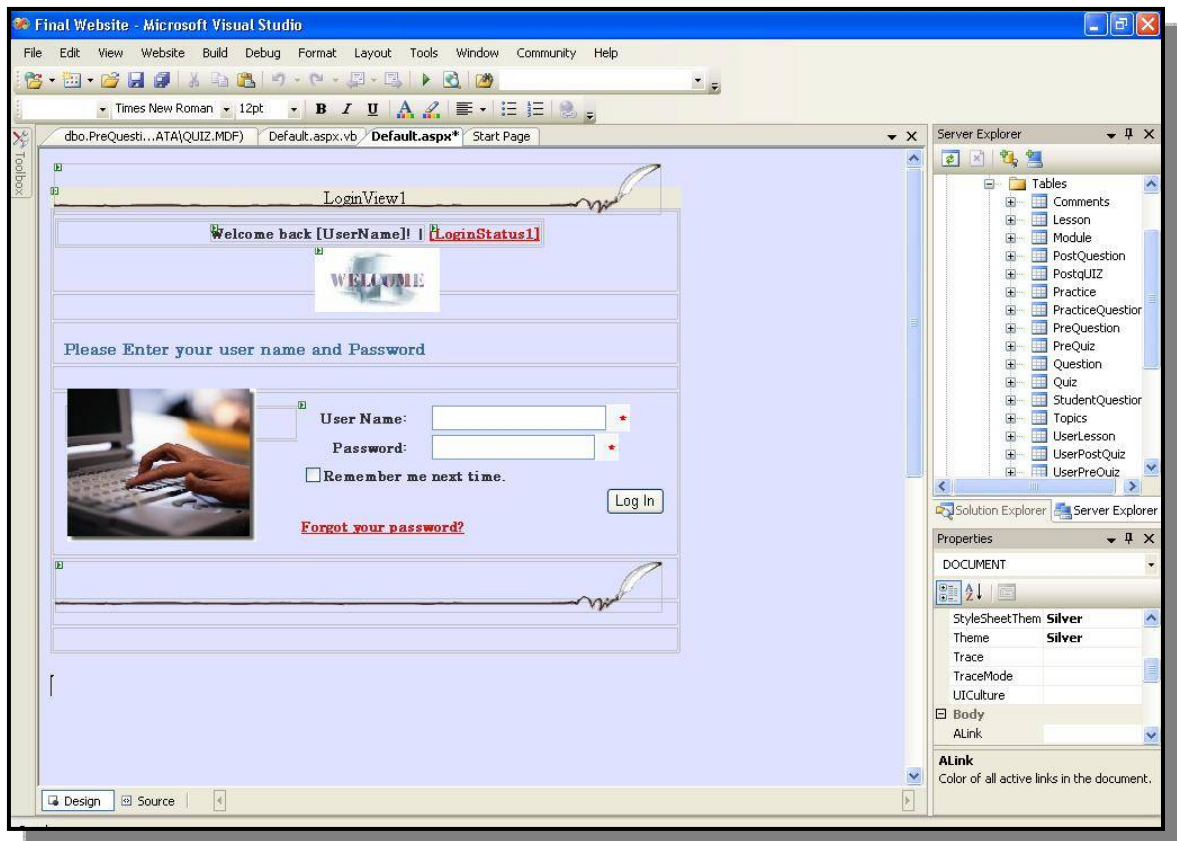 Final Website - Microsoft Visual Studio
File Edit View Website Build Debug Format Layout Tools Window Community Help
Times New Roman 12pt B I U A
Toolbox
dbo.PreQuesti...ATA\QUIZ.MDF) Default.aspx.vb Default.aspx* Start Page
LoginView1
Welcome back [UserName]! | [LoginStatus1]
WELCOME
Please Enter your user name and Password
User Name: *
Password: *
Remember me next time.
Log In
Forgot your password?
Design Source
Server Explorer
Tables
Comments
Lesson
Module
PostQuestion
PostqUIZ
Practice
PracticeQuestior
PreQuestion
PreQuiz
Question
Quiz
StudentQuestior
Topics
UserLesson
UserPostQuiz
UserPreQuiz
Solution Explorer Server Explorer
Properties
DOCUMENT
StyleSheetThem Silver
Theme Silver
Trace
TraceMode
UICulture
Body
ALink
ALink
Color of all active links in the document.